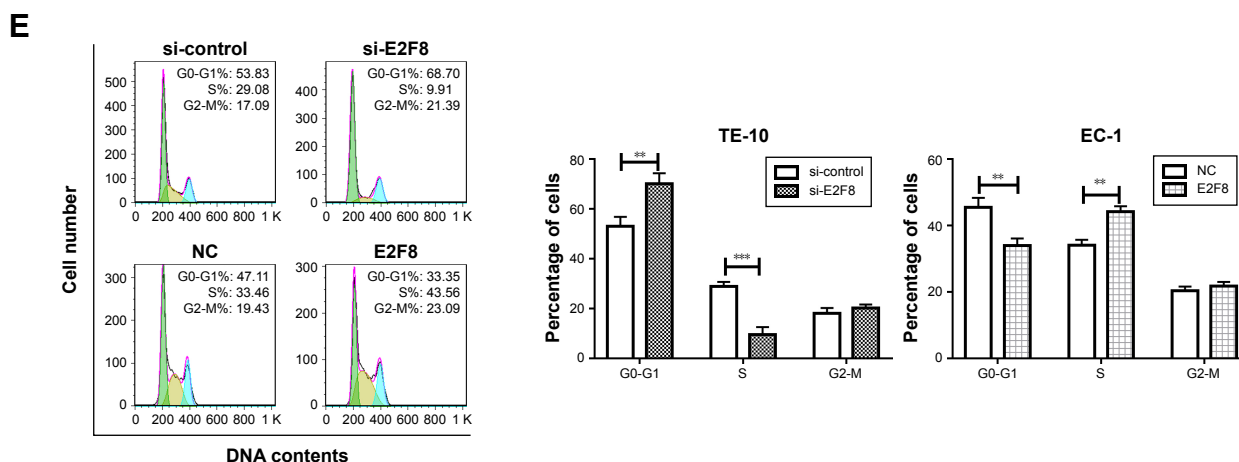 E
si-control
G0-G1%: 53.83
S%: 29.08
G2-M%: 17.09
500
400
300
200
100
0
0 200 400 600 800 1 K
si-E2F8
G0-G1%: 68.70
S%: 9.91
G2-M%: 21.39
400
300
200
100
0
0 200 400 600 800 1 K
NC
G0-G1%: 47.11
S%: 33.46
G2-M%: 19.43
300
200
100
0
0 200 400 600 800 1 K
E2F8
G0-G1%: 33.35
S%: 43.56
G2-M%: 23.09
300
200
100
0
0 200 400 600 800 1 K
Cell number
DNA contents
TE-10
Percentage of cells
80
60
40
20
0
**
***
si-control
si-E2F8
G0-G1 S G2-M
EC-1
Percentage of cells
60
40
20
0
**
**
NC
E2F8
G0-G1 S G2-M